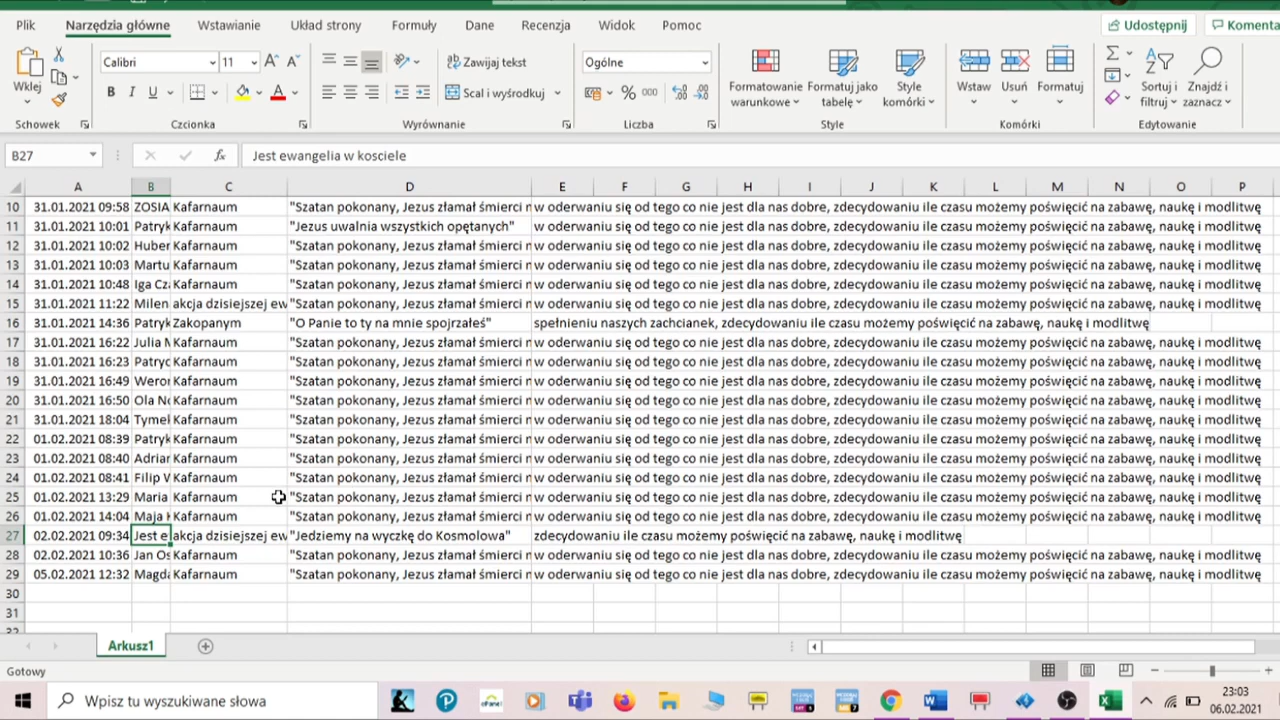 Plik Narzędzia główne Wstawianie Układ strony Formuły Dane Recenzja Widok Pomoc Udostępnij
Wklej Calibri 11 Zawijaj tekst Ogólne Formatowanie warunkowe Formatuj jako tabelę Style komórki Wstaw Usuń Formatuj Sortuj i filtruj Znajdź i zaznacz
B I U Scal i wyśrodkuj % 000
Schowek Czcionka Wyrównanie Liczba Style Komórki Edytowanie
B27 fx Jest ewangelia w kosciele
A B C D E F G H I J K L M N O P
10 31.01.2021 09:58 ZOSIA Kafarnaum "Szatan pokonany, Jezus złamał śmierci w oderwaniu się od tego co nie jest dla nas dobre, zdecydowaniu ile czasu możemy poświęcić na zabawę, naukę i modlitwę
11 31.01.2021 10:01 Patryk Kafarnaum "Jezus uwalnia wszystkich opętanych" w oderwaniu się od tego co nie jest dla nas dobre, zdecydowaniu ile czasu możemy poświęcić na zabawę, naukę i modlitwę
12 31.01.2021 10:02 Huber Kafarnaum "Szatan pokonany, Jezus złamał śmierci w oderwaniu się od tego co nie jest dla nas dobre, zdecydowaniu ile czasu możemy poświęcić na zabawę, naukę i modlitwę
13 31.01.2021 10:03 Martu Kafarnaum "Szatan pokonany, Jezus złamał śmierci w oderwaniu się od tego co nie jest dla nas dobre, zdecydowaniu ile czasu możemy poświęcić na zabawę, naukę i modlitwę
14 31.01.2021 10:48 Iga Cza Kafarnaum "Szatan pokonany, Jezus złamał śmierci w oderwaniu się od tego co nie jest dla nas dobre, zdecydowaniu ile czasu możemy poświęcić na zabawę, naukę i modlitwę
15 31.01.2021 11:22 Milen akcja dzisiejszej ew "Szatan pokonany, Jezus złamał śmierci w oderwaniu się od tego co nie jest dla nas dobre, zdecydowaniu ile czasu możemy poświęcić na zabawę, naukę i modlitwę
16 31.01.2021 14:36 Patryk Zakopanym "O Panie to ty na mnie spojrzałeś" spełnieniu naszych zachcianek, zdecydowaniu ile czasu możemy poświęcić na zabawę, naukę i modlitwę
17 31.01.2021 16:22 Julia Kafarnaum "Szatan pokonany, Jezus złamał śmierci w oderwaniu się od tego co nie jest dla nas dobre, zdecydowaniu ile czasu możemy poświęcić na zabawę, naukę i modlitwę
18 31.01.2021 16:23 Patryc Kafarnaum "Szatan pokonany, Jezus złamał śmierci w oderwaniu się od tego co nie jest dla nas dobre, zdecydowaniu ile czasu możemy poświęcić na zabawę, naukę i modlitwę
19 31.01.2021 16:49 Weron Kafarnaum "Szatan pokonany, Jezus złamał śmierci w oderwaniu się od tego co nie jest dla nas dobre, zdecydowaniu ile czasu możemy poświęcić na zabawę, naukę i modlitwę
20 31.01.2021 16:50 Ola No Kafarnaum "Szatan pokonany, Jezus złamał śmierci w oderwaniu się od tego co nie jest dla nas dobre, zdecydowaniu ile czasu możemy poświęcić na zabawę, naukę i modlitwę
21 31.01.2021 18:04 Tymek Kafarnaum "Szatan pokonany, Jezus złamał śmierci w oderwaniu się od tego co nie jest dla nas dobre, zdecydowaniu ile czasu możemy poświęcić na zabawę, naukę i modlitwę
22 01.02.2021 08:39 Patryk Kafarnaum "Szatan pokonany, Jezus złamał śmierci w oderwaniu się od tego co nie jest dla nas dobre, zdecydowaniu ile czasu możemy poświęcić na zabawę, naukę i modlitwę
23 01.02.2021 08:40 Adrian Kafarnaum "Szatan pokonany, Jezus złamał śmierci w oderwaniu się od tego co nie jest dla nas dobre, zdecydowaniu ile czasu możemy poświęcić na zabawę, naukę i modlitwę
24 01.02.2021 08:41 Filip Kafarnaum "Szatan pokonany, Jezus złamał śmierci w oderwaniu się od tego co nie jest dla nas dobre, zdecydowaniu ile czasu możemy poświęcić na zabawę, naukę i modlitwę
25 01.02.2021 13:29 Maria Kafarnaum "Szatan pokonany, Jezus złamał śmierci w oderwaniu się od tego co nie jest dla nas dobre, zdecydowaniu ile czasu możemy poświęcić na zabawę, naukę i modlitwę
26 01.02.2021 14:04 Maja Kafarnaum "Szatan pokonany, Jezus złamał śmierci w oderwaniu się od tego co nie jest dla nas dobre, zdecydowaniu ile czasu możemy poświęcić na zabawę, naukę i modlitwę
27 02.02.2021 09:34 Jest e akcja dzisiejszej ew "Jedziemy na wyczkę do Kosmolowa" zdecydowaniu ile czasu możemy poświęcić na zabawę, naukę i modlitwę
28 02.02.2021 10:36 Jan Os Kafarnaum "Szatan pokonany, Jezus złamał śmierci w oderwaniu się od tego co nie jest dla nas dobre, zdecydowaniu ile czasu możemy poświęcić na zabawę, naukę i modlitwę
29 05.02.2021 12:32 Magda Kafarnaum "Szatan pokonany, Jezus złamał śmierci w oderwaniu się od tego co nie jest dla nas dobre, zdecydowaniu ile czasu możemy poświęcić na zabawę, naukę i modlitwę
30
31
Arkusz1
Gotowy
Wpisz tu wyszukiwane słowa
23:03
06.02.2021